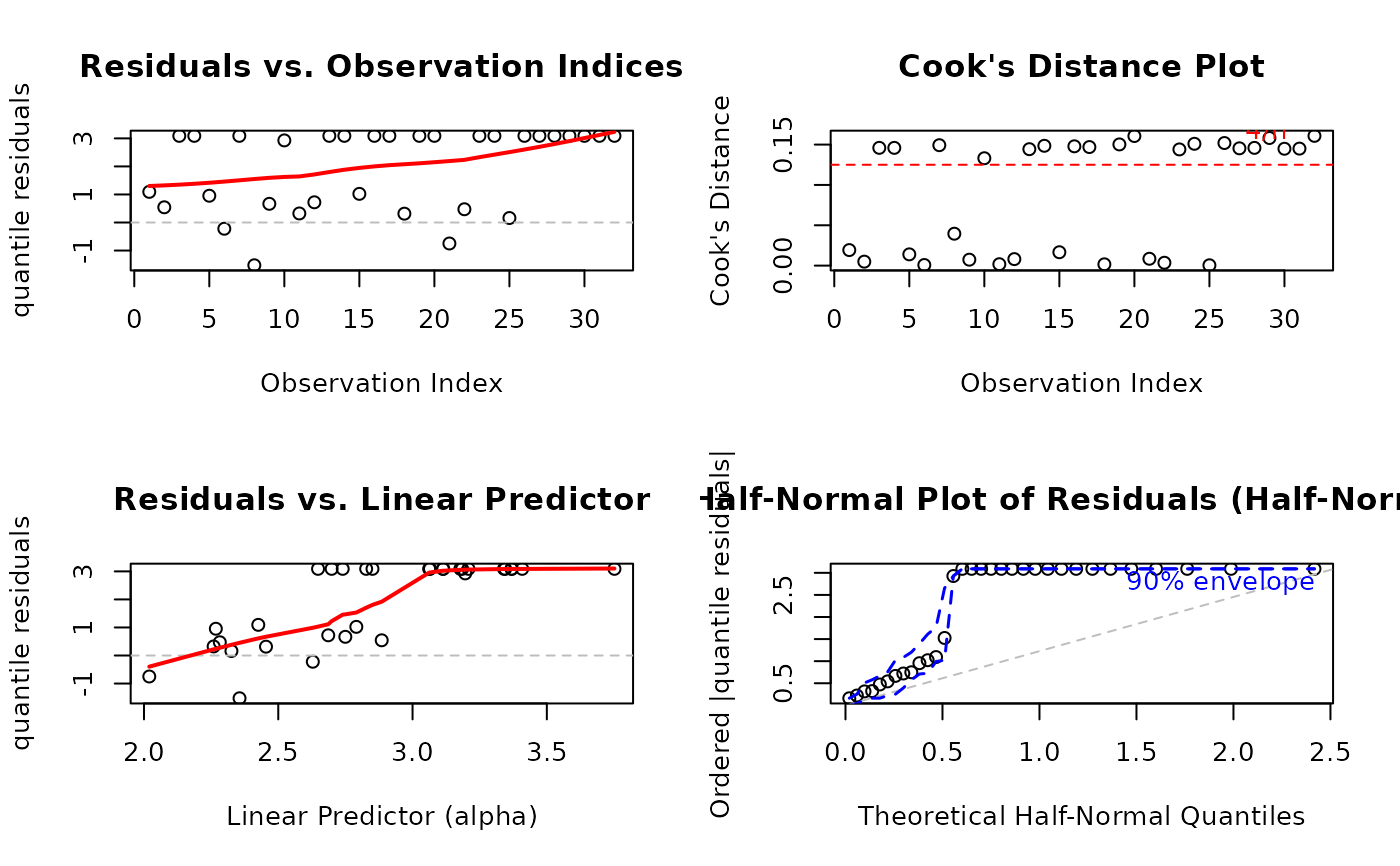 Residuals vs. Observation Indices
quantile residuals
3
1
-1
0 5 10 15 20 25 30
Observation Index
Cook's Distance Plot
Cook's Distance
0.15
0.00
0 5 10 15 20 25 30
Observation Index
Residuals vs. Linear Predictor
quantile residuals
3
1
-1
2.0 2.5 3.0 3.5
Linear Predictor (alpha)
Half-Normal Plot of Residuals (Half-Nor
Ordered |quantile residuals|
2.5
0.5
90% envelope
0.0 0.5 1.0 1.5 2.0 2.5
Theoretical Half-Normal Quantiles